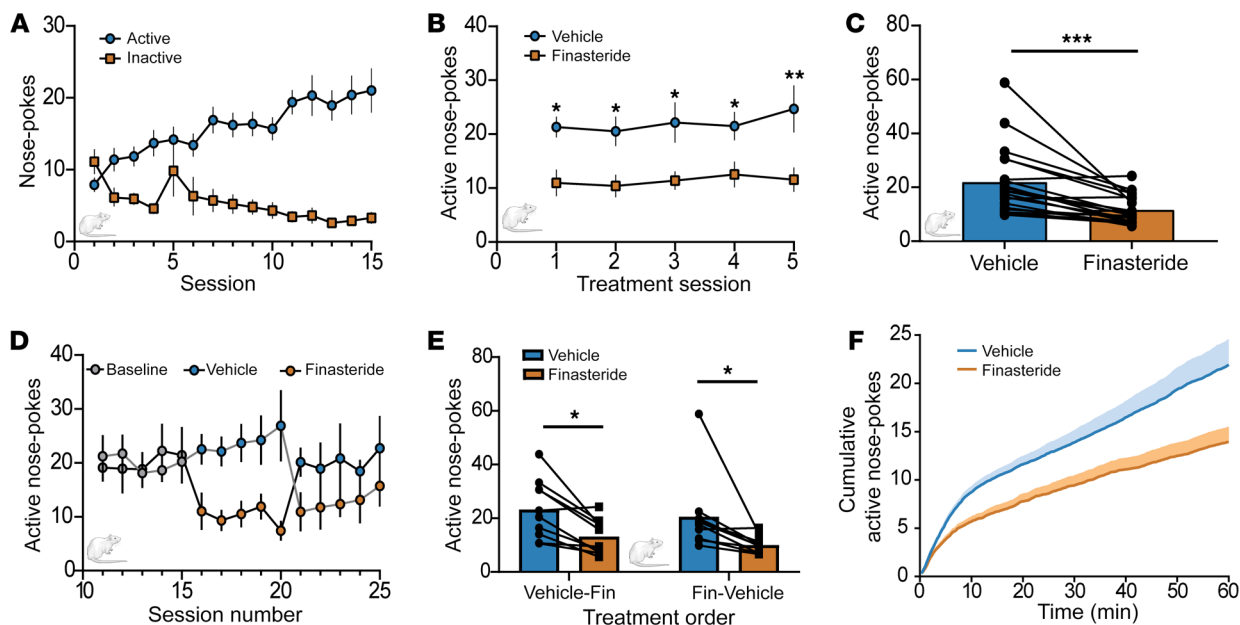 A
30
20
10
0
Nose-pokes
Active
Inactive
0 5 10 15
Session
B
40
30
20
10
0
Active nose-pokes
Vehicle
Finasteride
* * * * **
0 1 2 3 4 5
Treatment session
C
80
60
40
20
0
Active nose-pokes
***
Vehicle Finasteride
D
40
30
20
10
0
Active nose-pokes
Baseline Vehicle Finasteride
10 15 20 25
Session number
E
80
60
40
20
0
Active nose-pokes
Vehicle
Finasteride
* *
Vehicle-Fin Fin-Vehicle
Treatment order
F
25
20
15
10
5
0
Cumulative
active nose-pokes
Vehicle
Finasteride
0 10 20 30 40 50 60
Time (min)